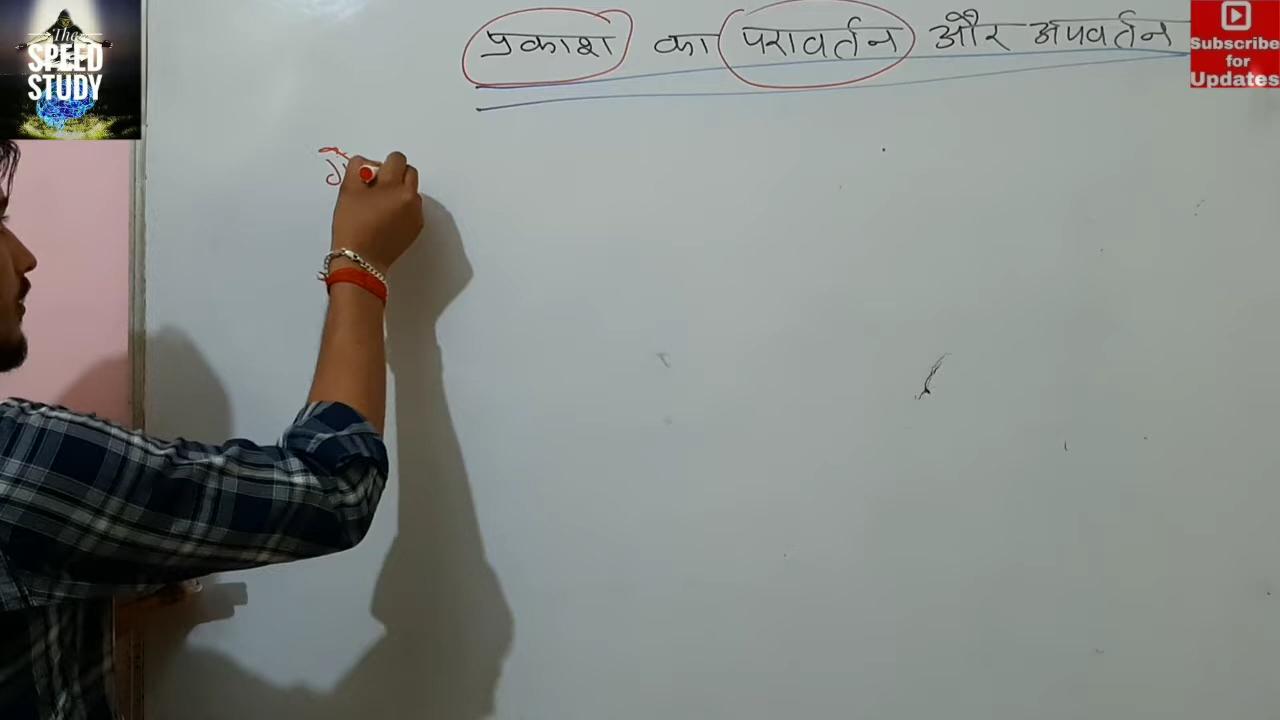 The
SPEED
STUDY
प्रकाश का परावर्तन और अपवर्तन
Subscribe
for
Updates